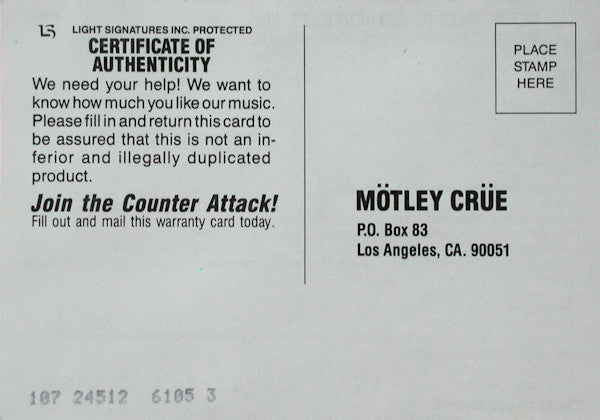 LS LIGHT SIGNATURES INC. PROTECTED
CERTIFICATE OF
AUTHENTICITY
We need your help! We want to
know how much you like our music.
Please fill in and return this card to
be assured that this is not an in-
ferior and illegally duplicated
product.
Join the Counter Attack!
Fill out and mail this warranty card today.
PLACE
STAMP
HERE
MÖTLEY CRÜE
P.O. Box 83
Los Angeles, CA. 90051
187 24512 6105 3